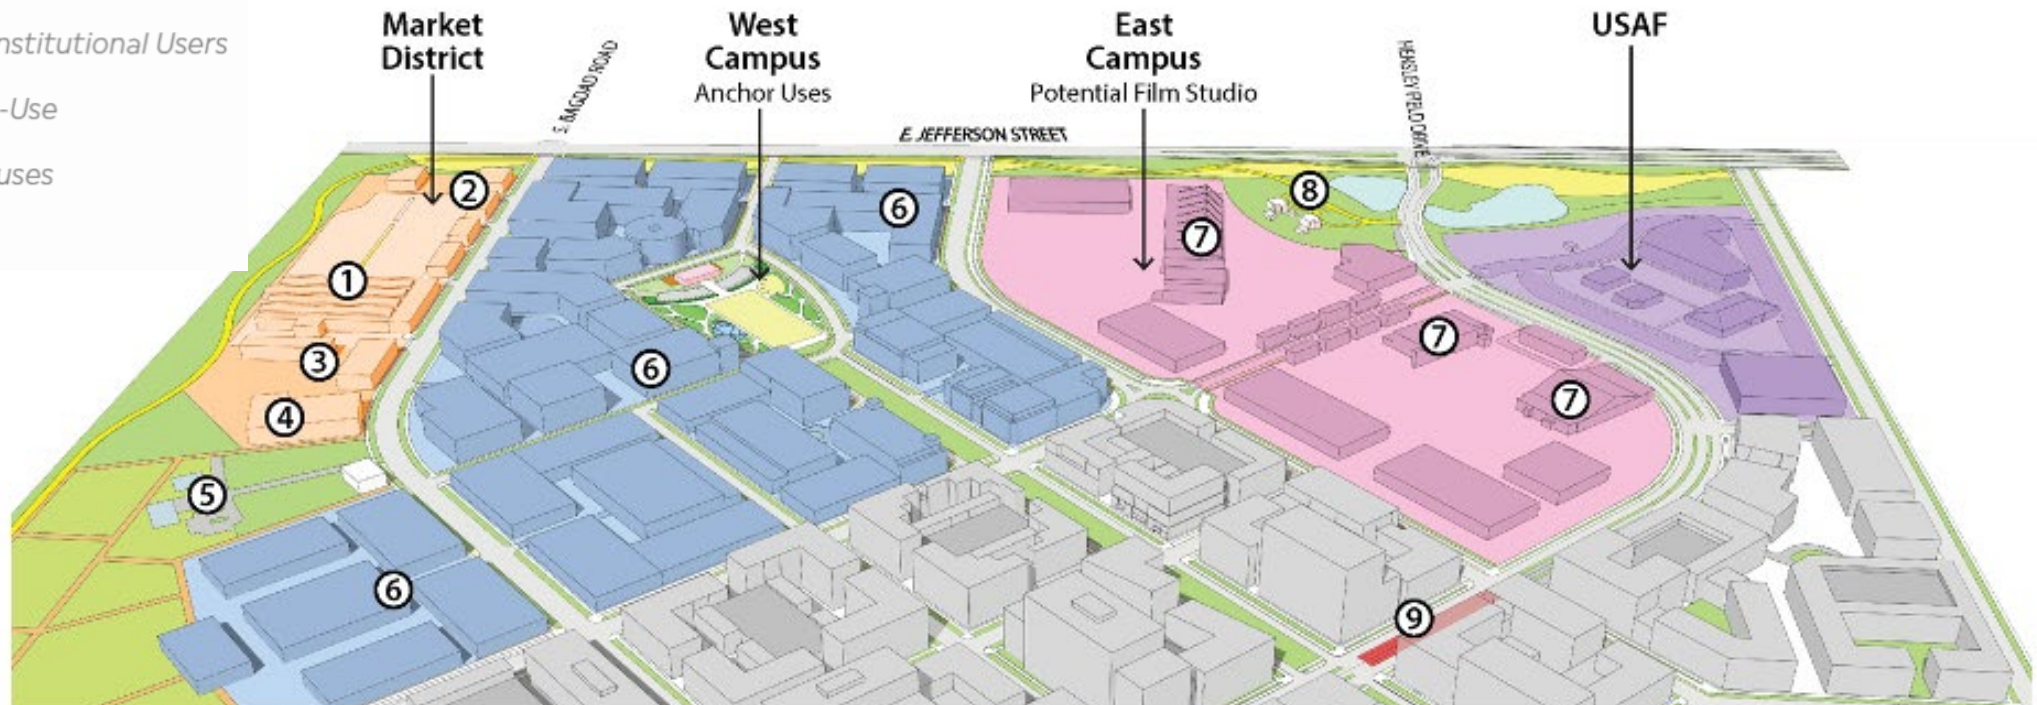 nstitutional Users
-Use
uses
Market
District
S. BAGDAD ROAD
West
Campus
Anchor Uses
E. JEFFERSON STREET
East
Campus
Potential Film Studio
HENSLEY FIELD DRIVE
USAF
2
6
8
7
1
7
3
6
7
4
5
6
9